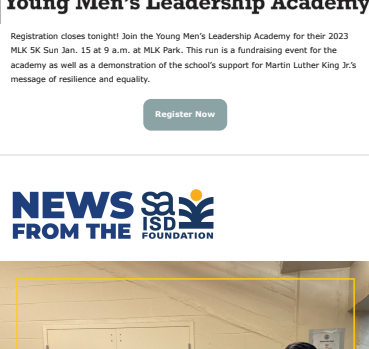 Young Men's Leadership Academy
Registration closes tonight! Join the Young Men's Leadership Academy for their 2023
MLK 5K Sun Jan. 15 at 9 a.m. at MLK Park. This run is a fundraising event for the
academy as well as a demonstration of the school's support for Martin Luther King Jr.'s
message of resilience and equality.
Register Now
NEWS
FROM THE
sa
ISD
FOUNDATION